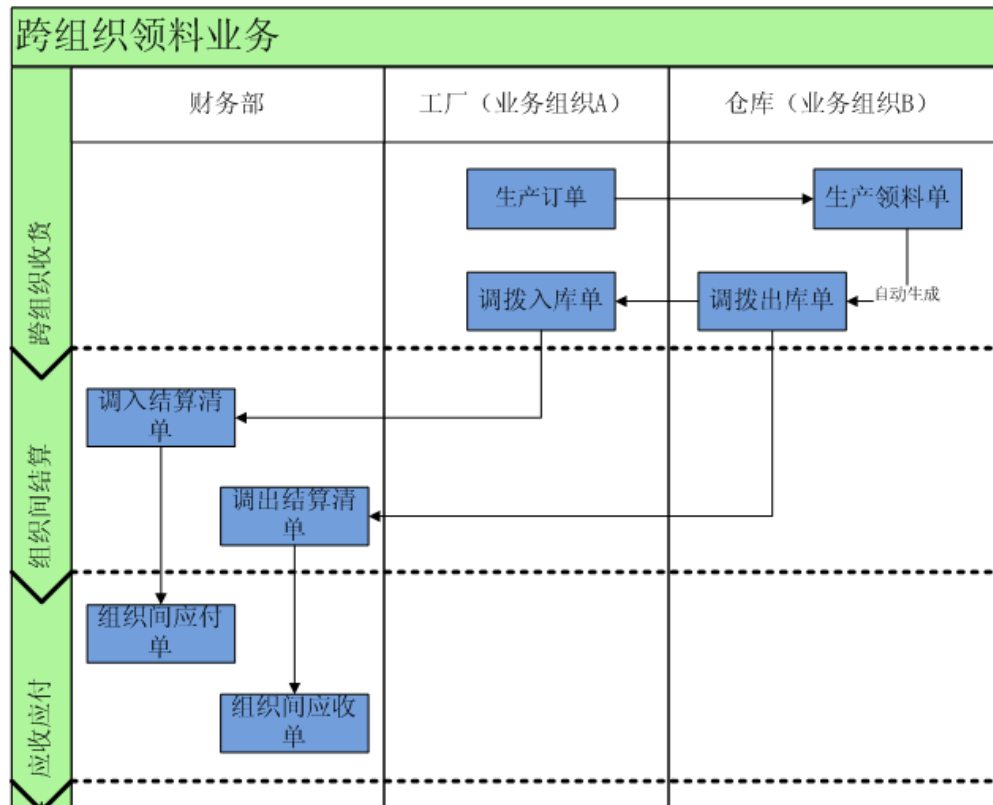 跨组织领料业务
财务部
工厂（业务组织A）
仓库（业务组织B）
跨组织收货
生产订单
生产领料单
调拨入库单
调拨出库单
自动生成
组织间结算
调入结算清
单
调出结算清
单
应收应付
组织间应付
单
组织间应收
单